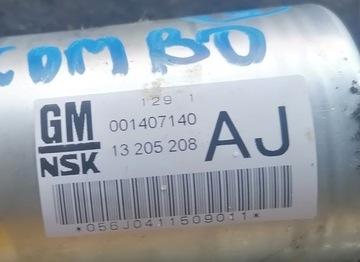 COMBO
129 1
GM 001407140
NSK 13 205 208 AJ
*056J0411509011*